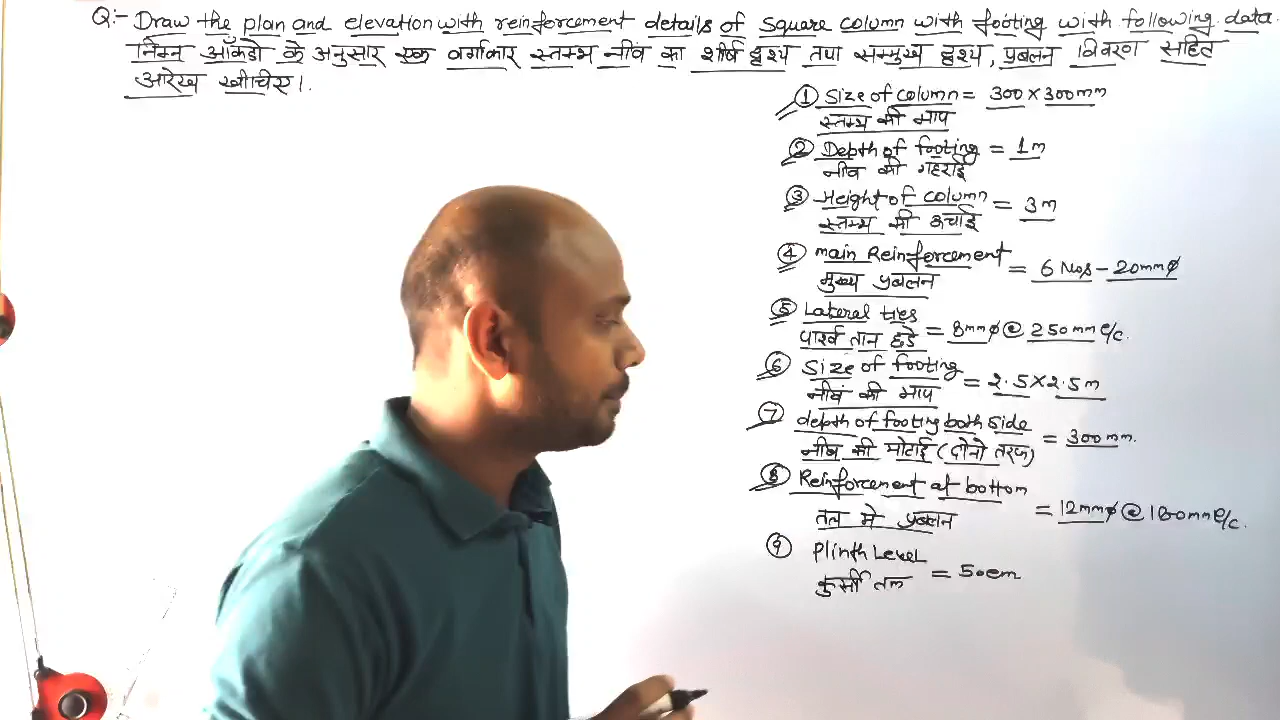 Q:- Draw the plan and elevation with reinforcement details of square column with footing with following data.
निम्न आँकडो के अनुसार एक वर्गाकार स्तम्भ नींव का शीर्ष दृश्य तथा सम्मुख दृश्य, प्रबलन विवरण सहित
आरेख खींचिए।
① Size of column = 300 x 300mm
स्तम्भ की माप
② Depth of footing = 1m
नींव की गहराई
③ Height of column = 3m
स्तम्भ की ऊचाई
④ main Reinforcement = 6 Nos - 20mmφ
मुख्य प्रबलन
⑤ Lateral ties = 8mmφ @ 250mm c/c.
पार्श्व तान छडे
⑥ Size of footing = 2.5 x 2.5 m
नींव की माप
⑦ depth of footing both side = 300mm.
नींव की मोटाई (दोनो तरफ)
⑧ Reinforcement at bottom = 12mmφ @ 180mm c/c.
तल मे प्रबलन
⑨ Plinth Level = 50cm
कुर्सी तल